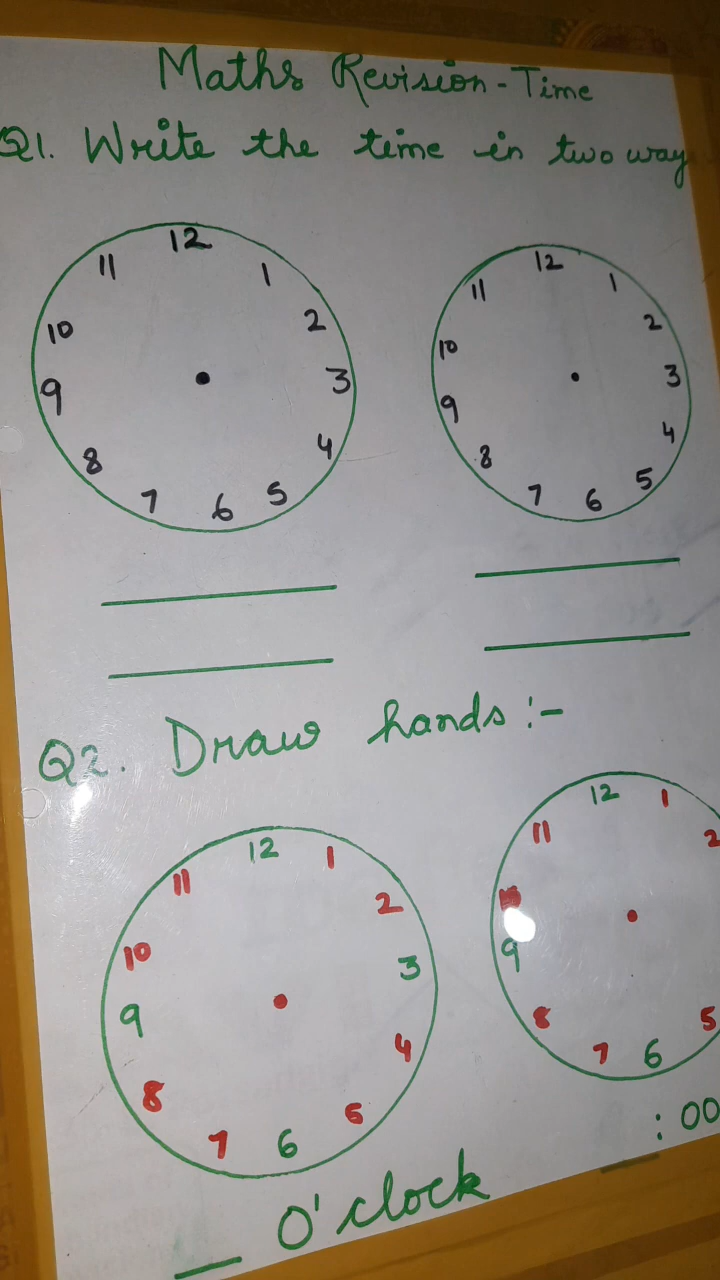 Maths Revision - Time
Q1. Write the time in two way
12
11 1
10 2
9 3
8 4
7 6 5
12
11 1
10 2
9 3
8 4
7 6 5
Q2. Draw hands :-
12
11 1
10 2
9 3
8 4
7 6 5
12
11 1
10 2
9
8 5
7 6
__ O'clock
__ : 00